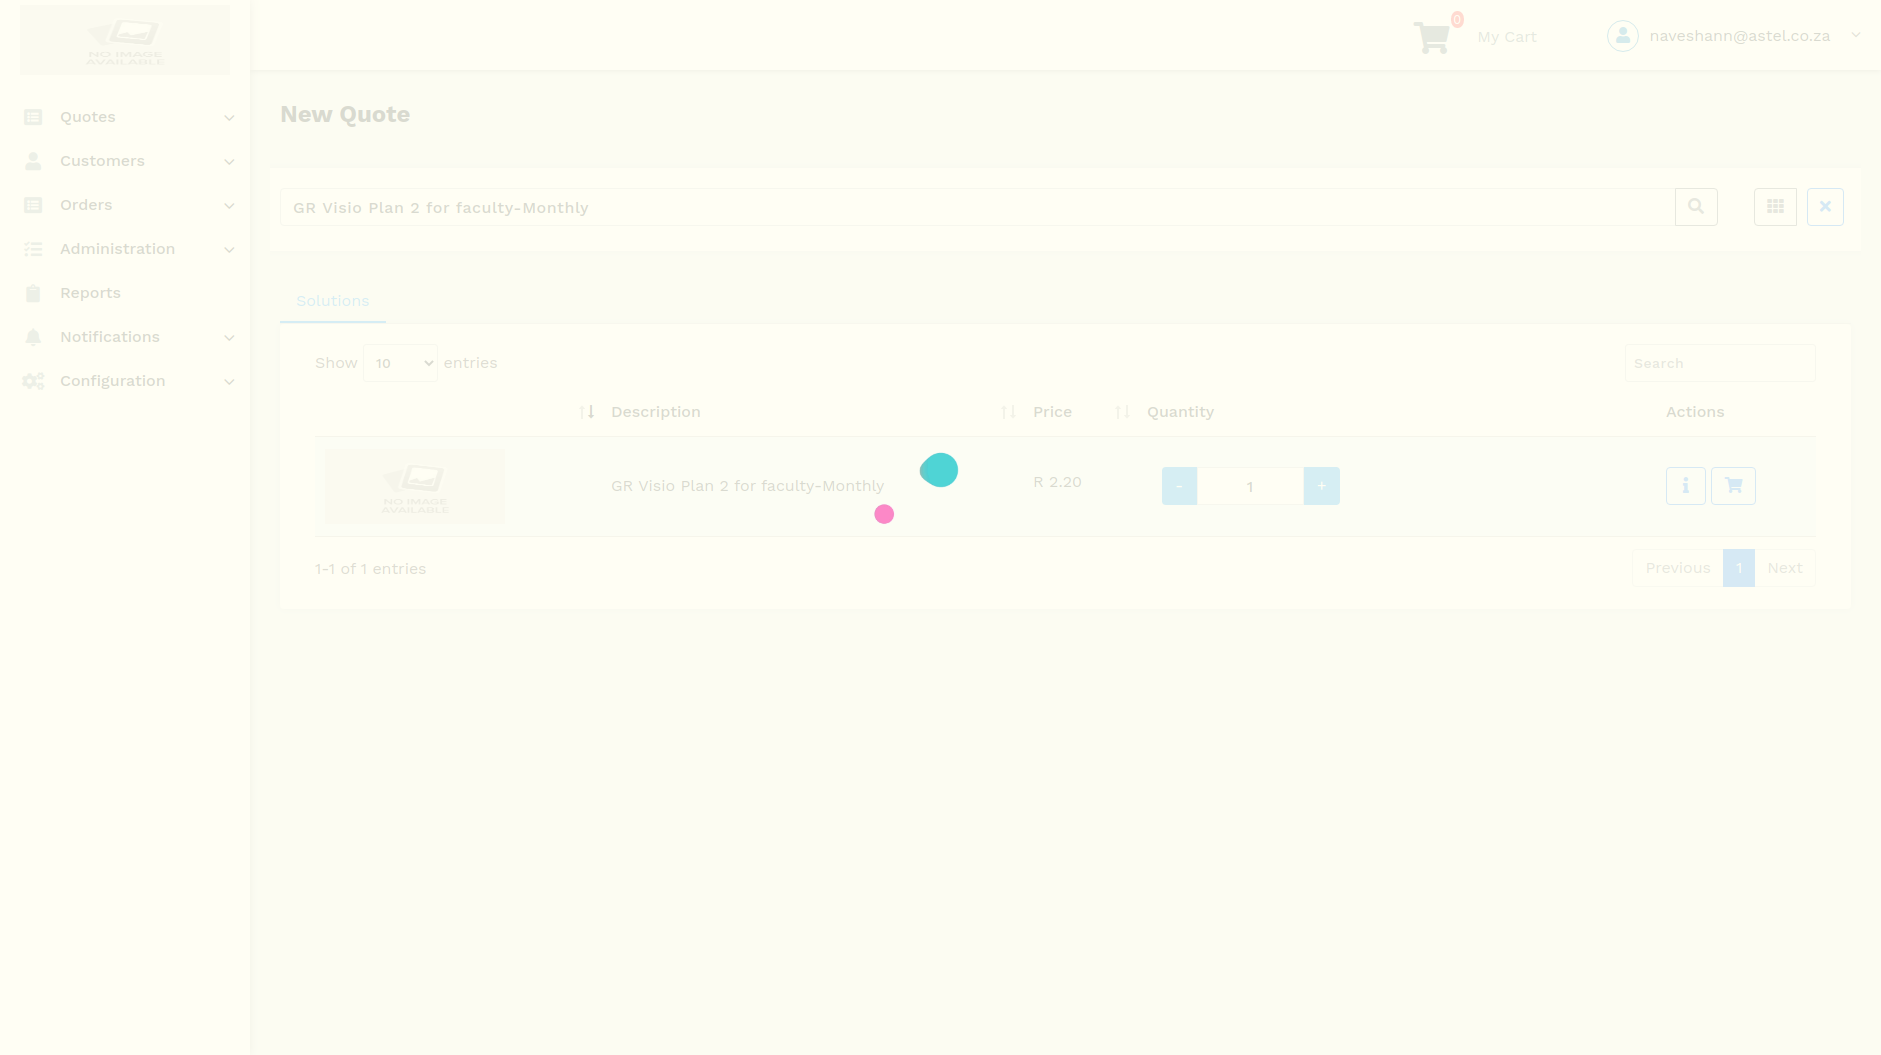 NO IMAGE
AVAILABLE
0
My Cart
naveshann@astel.co.za
Quotes
Customers
Orders
Administration
Reports
Notifications
Configuration
New Quote
GR Visio Plan 2 for faculty-Monthly
Solutions
Show 10 entries
Search
Description Price Quantity Actions
NO IMAGE
AVAILABLE
GR Visio Plan 2 for faculty-Monthly R 2.20 - 1 +
1-1 of 1 entries
Previous 1 Next